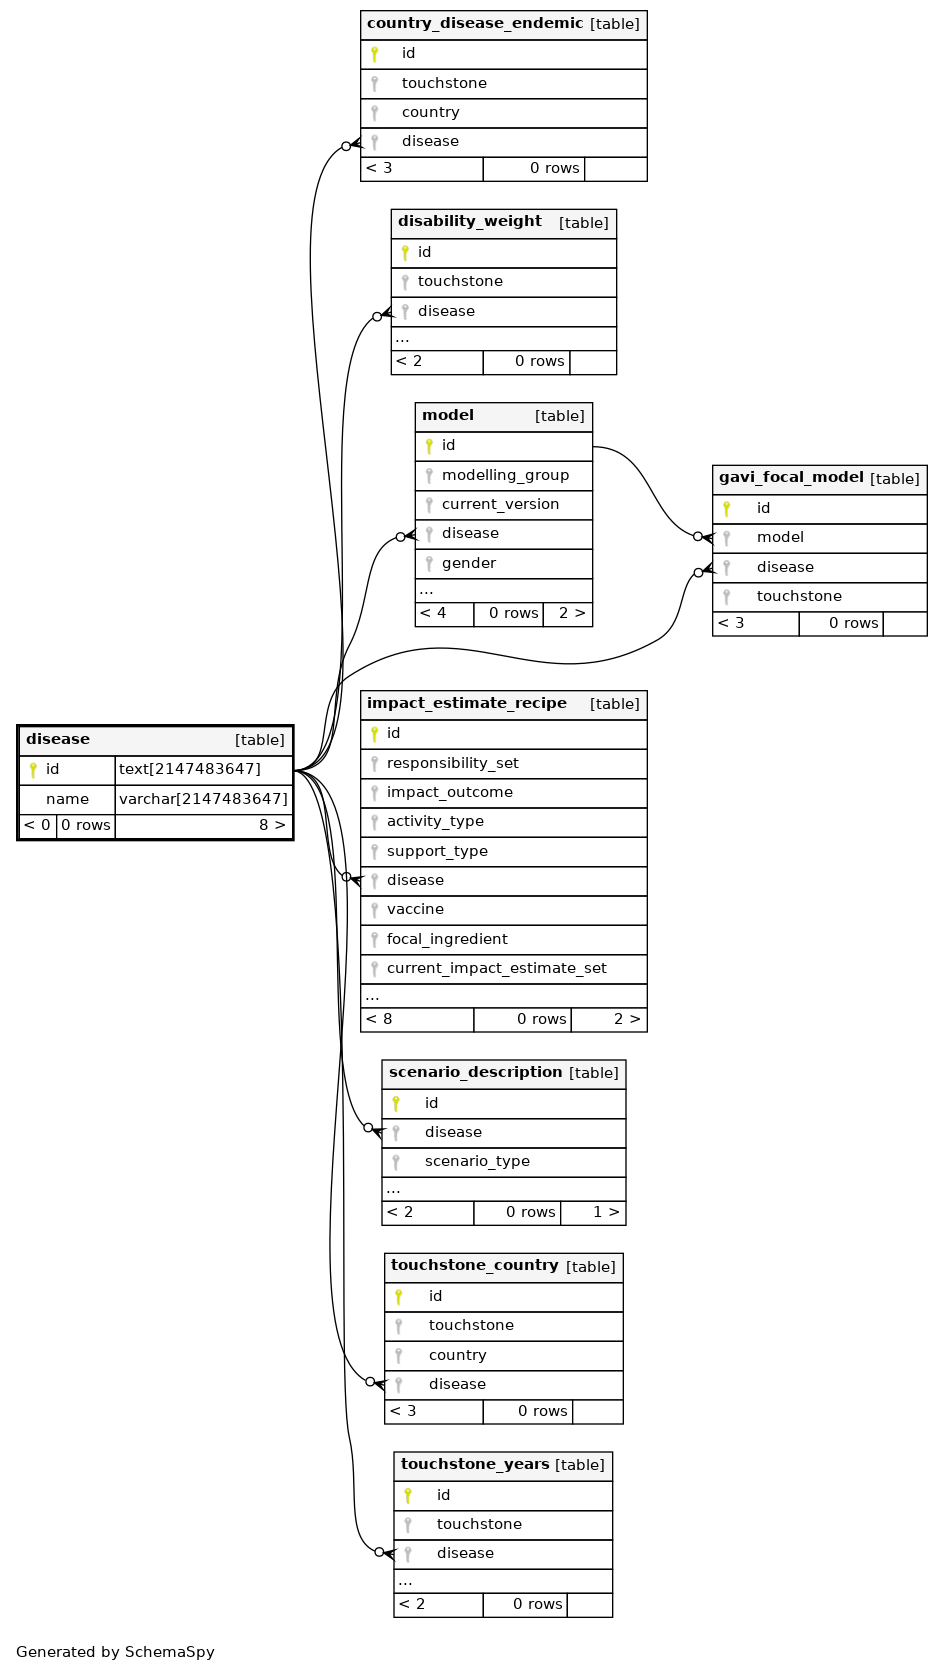 country_disease_endemic [table]
id
touchstone
country
disease
< 3 0 rows
disability_weight [table]
id
touchstone
disease
...
< 2 0 rows
model [table]
id
modelling_group
current_version
disease
gender
...
< 4 0 rows 2 >
gavi_focal_model [table]
id
model
disease
touchstone
< 3 0 rows
disease [table]
id text[2147483647]
name varchar[2147483647]
< 0 0 rows 8 >
impact_estimate_recipe [table]
id
responsibility_set
impact_outcome
activity_type
support_type
disease
vaccine
focal_ingredient
current_impact_estimate_set
...
< 8 0 rows 2 >
scenario_description [table]
id
disease
scenario_type
...
< 2 0 rows 1 >
touchstone_country [table]
id
touchstone
country
disease
< 3 0 rows
touchstone_years [table]
id
touchstone
disease
...
< 2 0 rows
Generated by SchemaSpy